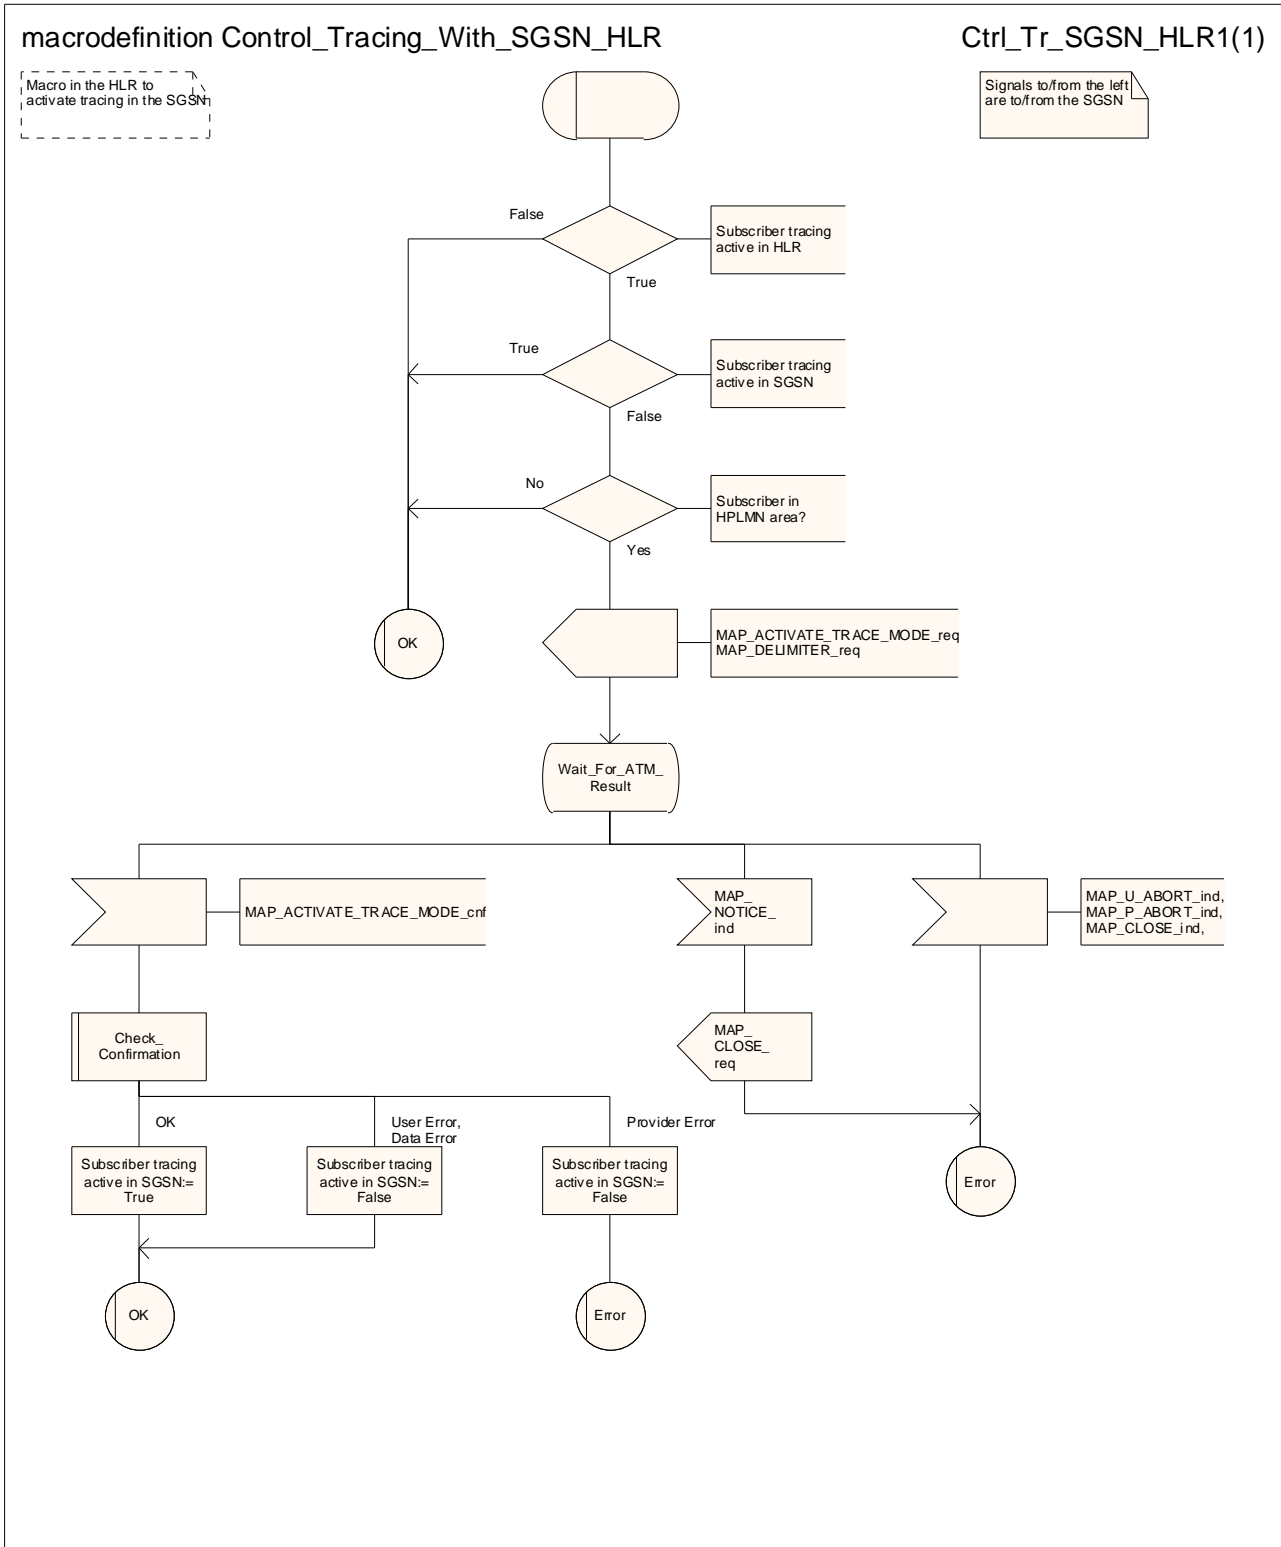 macrodefinition Control_Tracing_With_SGSN_HLR
Ctrl_Tr_SGSN_HLR1(1)
Macro in the HLR to
activate tracing in the SGSN
Signals to/from the left
are to/from the SGSN
False
Subscriber tracing
active in HLR
True
True
Subscriber tracing
active in SGSN
False
No
Subscriber in
HPLMN area?
Yes
OK
MAP_ACTIVATE_TRACE_MODE_req
MAP_DELIMITER_req
Wait_For_ATM_
Result
MAP_ACTIVATE_TRACE_MODE_cnf
MAP_
NOTICE_
ind
MAP_U_ABORT_ind,
MAP_P_ABORT_ind,
MAP_CLOSE_ind,
Check_
Confirmation
MAP_
CLOSE_
req
OK
User Error,
Data Error
Provider Error
Subscriber tracing
active in SGSN:=
True
Subscriber tracing
active in SGSN:=
False
Subscriber tracing
active in SGSN:=
False
Error
OK
Error